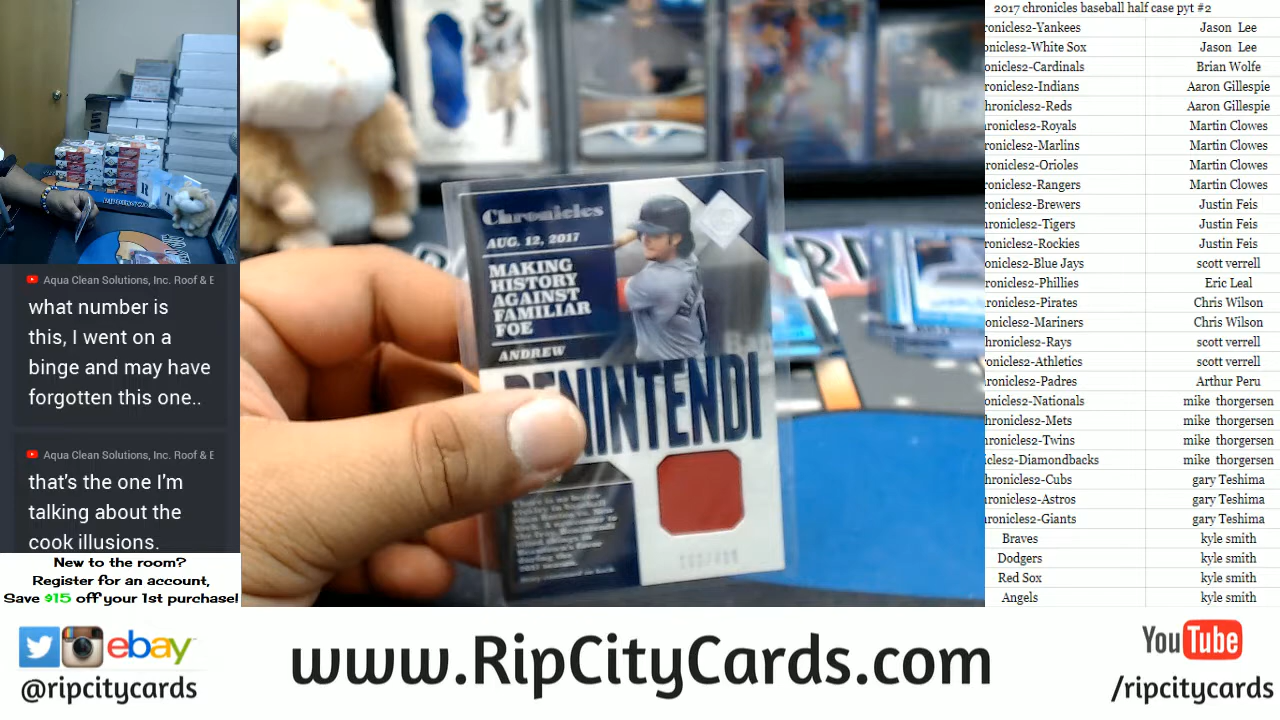 what number is
this, I went on a
binge and may have
forgotten this one..
Aqua Clean Solutions, Inc. Roof & E
that's the one I'm
talking about the
cook illusions.
Aqua Clean Solutions, Inc. Roof & E
New to the room?
Register for an account,
Save $15 off your 1st purchase!
Chronicles
AUG. 12, 2017
MAKING
HISTORY
AGAINST
FAMILIAR
FOE
ANDREW
BENINTENDI
2017 chronicles baseball half case pyt #2
ronicles2-Yankees Jason Lee
onicles2-White Sox Jason Lee
ronicles2-Cardinals Brian Wolfe
ronicles2-Indians Aaron Gillespie
hronicles2-Reds Aaron Gillespie
ronicles2-Royals Martin Clowes
ronicles2-Marlins Martin Clowes
ronicles2-Orioles Martin Clowes
ronicles2-Rangers Martin Clowes
ronicles2-Brewers Justin Feis
hronicles2-Tigers Justin Feis
ronicles2-Rockies Justin Feis
onicles2-Blue Jays scott verrell
ronicles2-Phillies Eric Leal
ronicles2-Pirates Chris Wilson
onicles2-Mariners Chris Wilson
hronicles2-Rays scott verrell
onicles2-Athletics scott verrell
ronicles2-Padres Arthur Peru
onicles2-Nationals mike thorgersen
hronicles2-Mets mike thorgersen
ronicles2-Twins mike thorgersen
icles2-Diamondbacks mike thorgersen
hronicles2-Cubs gary Teshima
ronicles2-Astros gary Teshima
ronicles2-Giants gary Teshima
Braves kyle smith
Dodgers kyle smith
Red Sox kyle smith
Angels kyle smith
ebay
@ripcitycards
www.RipCityCards.com
YouTube
/ripcitycards